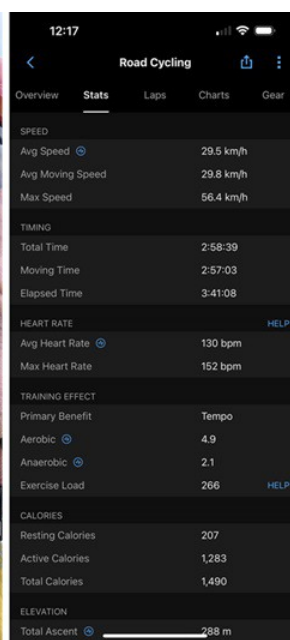 12:17
Road Cycling
Overview Stats Laps Charts Gear
SPEED
Avg Speed 29.5 km/h
Avg Moving Speed 29.8 km/h
Max Speed 56.4 km/h
TIMING
Total Time 2:58:39
Moving Time 2:57:03
Elapsed Time 3:41:08
HEART RATE HELP
Avg Heart Rate 130 bpm
Max Heart Rate 152 bpm
TRAINING EFFECT
Primary Benefit Tempo
Aerobic 4.9
Anaerobic 2.1
Exercise Load 266 HELP
CALORIES
Resting Calories 207
Active Calories 1,283
Total Calories 1,490
ELEVATION
Total Ascent 288 m